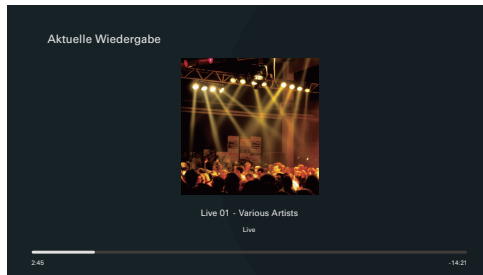 Aktuelle Wiedergabe
Live 01 - Various Artists
Live
2:45
-14:21